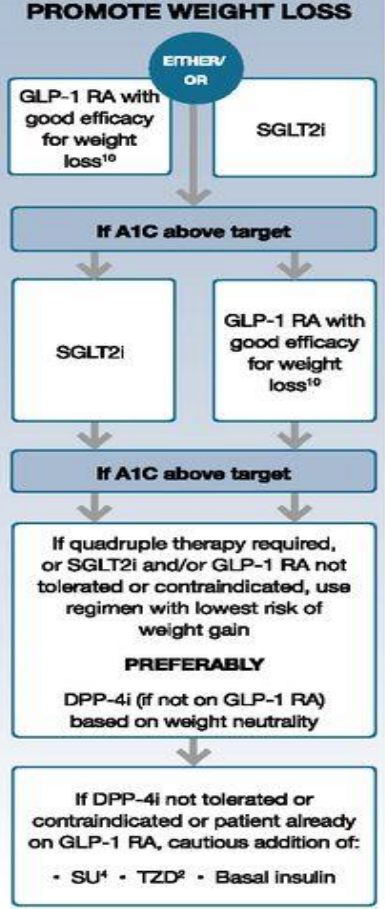 PROMOTE WEIGHT LOSS
EITHER/
OR
GLP-1 RA with
good efficacy
for weight
loss¹⁰
SGLT2i
If A1C above target
SGLT2i
GLP-1 RA with
good efficacy
for weight
loss¹⁰
If A1C above target
If quadruple therapy required,
or SGLT2i and/or GLP-1 RA not
tolerated or contraindicated, use
regimen with lowest risk of
weight gain
PREFERABLY
DPP-4i (if not on GLP-1 RA)
based on weight neutrality
If DPP-4i not tolerated or
contraindicated or patient already
on GLP-1 RA, cautious addition of:
• SU⁴ • TZD² • Basal insulin